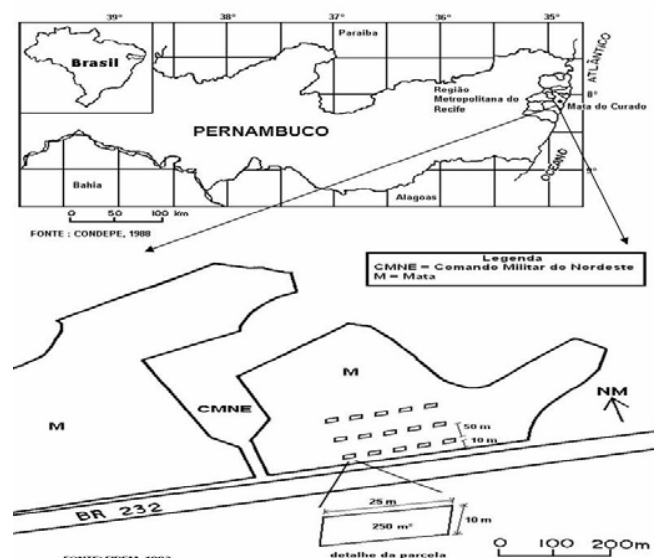 39° 38° 37° 36° 35°
Paraíba
Brasil
ATLÂNTICO
Região
Metropolitana do
Recife
8°
Mata do Curado
PERNAMBUCO
9°
OCEANO
Bahia
Alagoas
0 50 100 km
FONTE : CONDEPE, 1988
Legenda
CMNE = Comando Militar do Nordeste
M = Mata
M
CMNE
M
NM
50 m
10 m
BR 232
25 m
250 m²
10 m
detalhe da parcela
0 100 200m